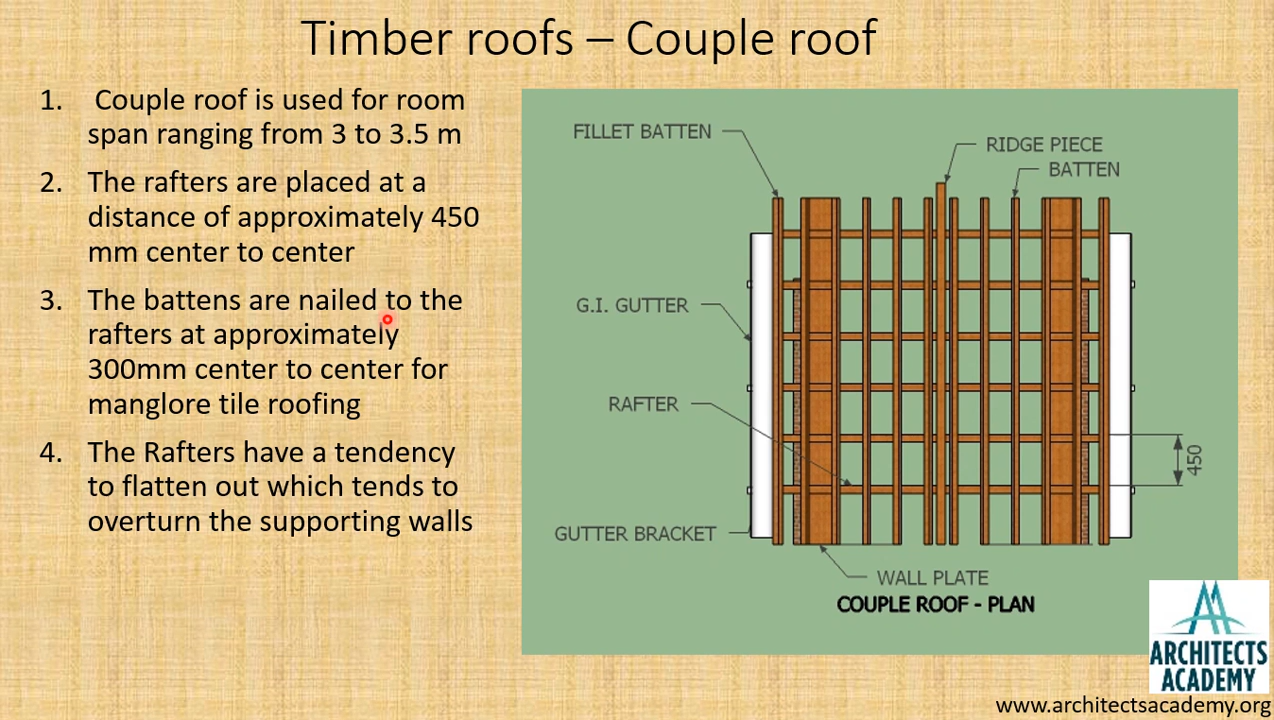 Timber roofs – Couple roof
1. Couple roof is used for room
span ranging from 3 to 3.5 m
2. The rafters are placed at a
distance of approximately 450
mm center to center
3. The battens are nailed to the
rafters at approximately
300mm center to center for
manglore tile roofing
4. The Rafters have a tendency
to flatten out which tends to
overturn the supporting walls
FILLET BATTEN
RIDGE PIECE
BATTEN
G.I. GUTTER
RAFTER
450
GUTTER BRACKET
WALL PLATE
COUPLE ROOF - PLAN
ARCHITECTS
ACADEMY
www.architectsacademy.org